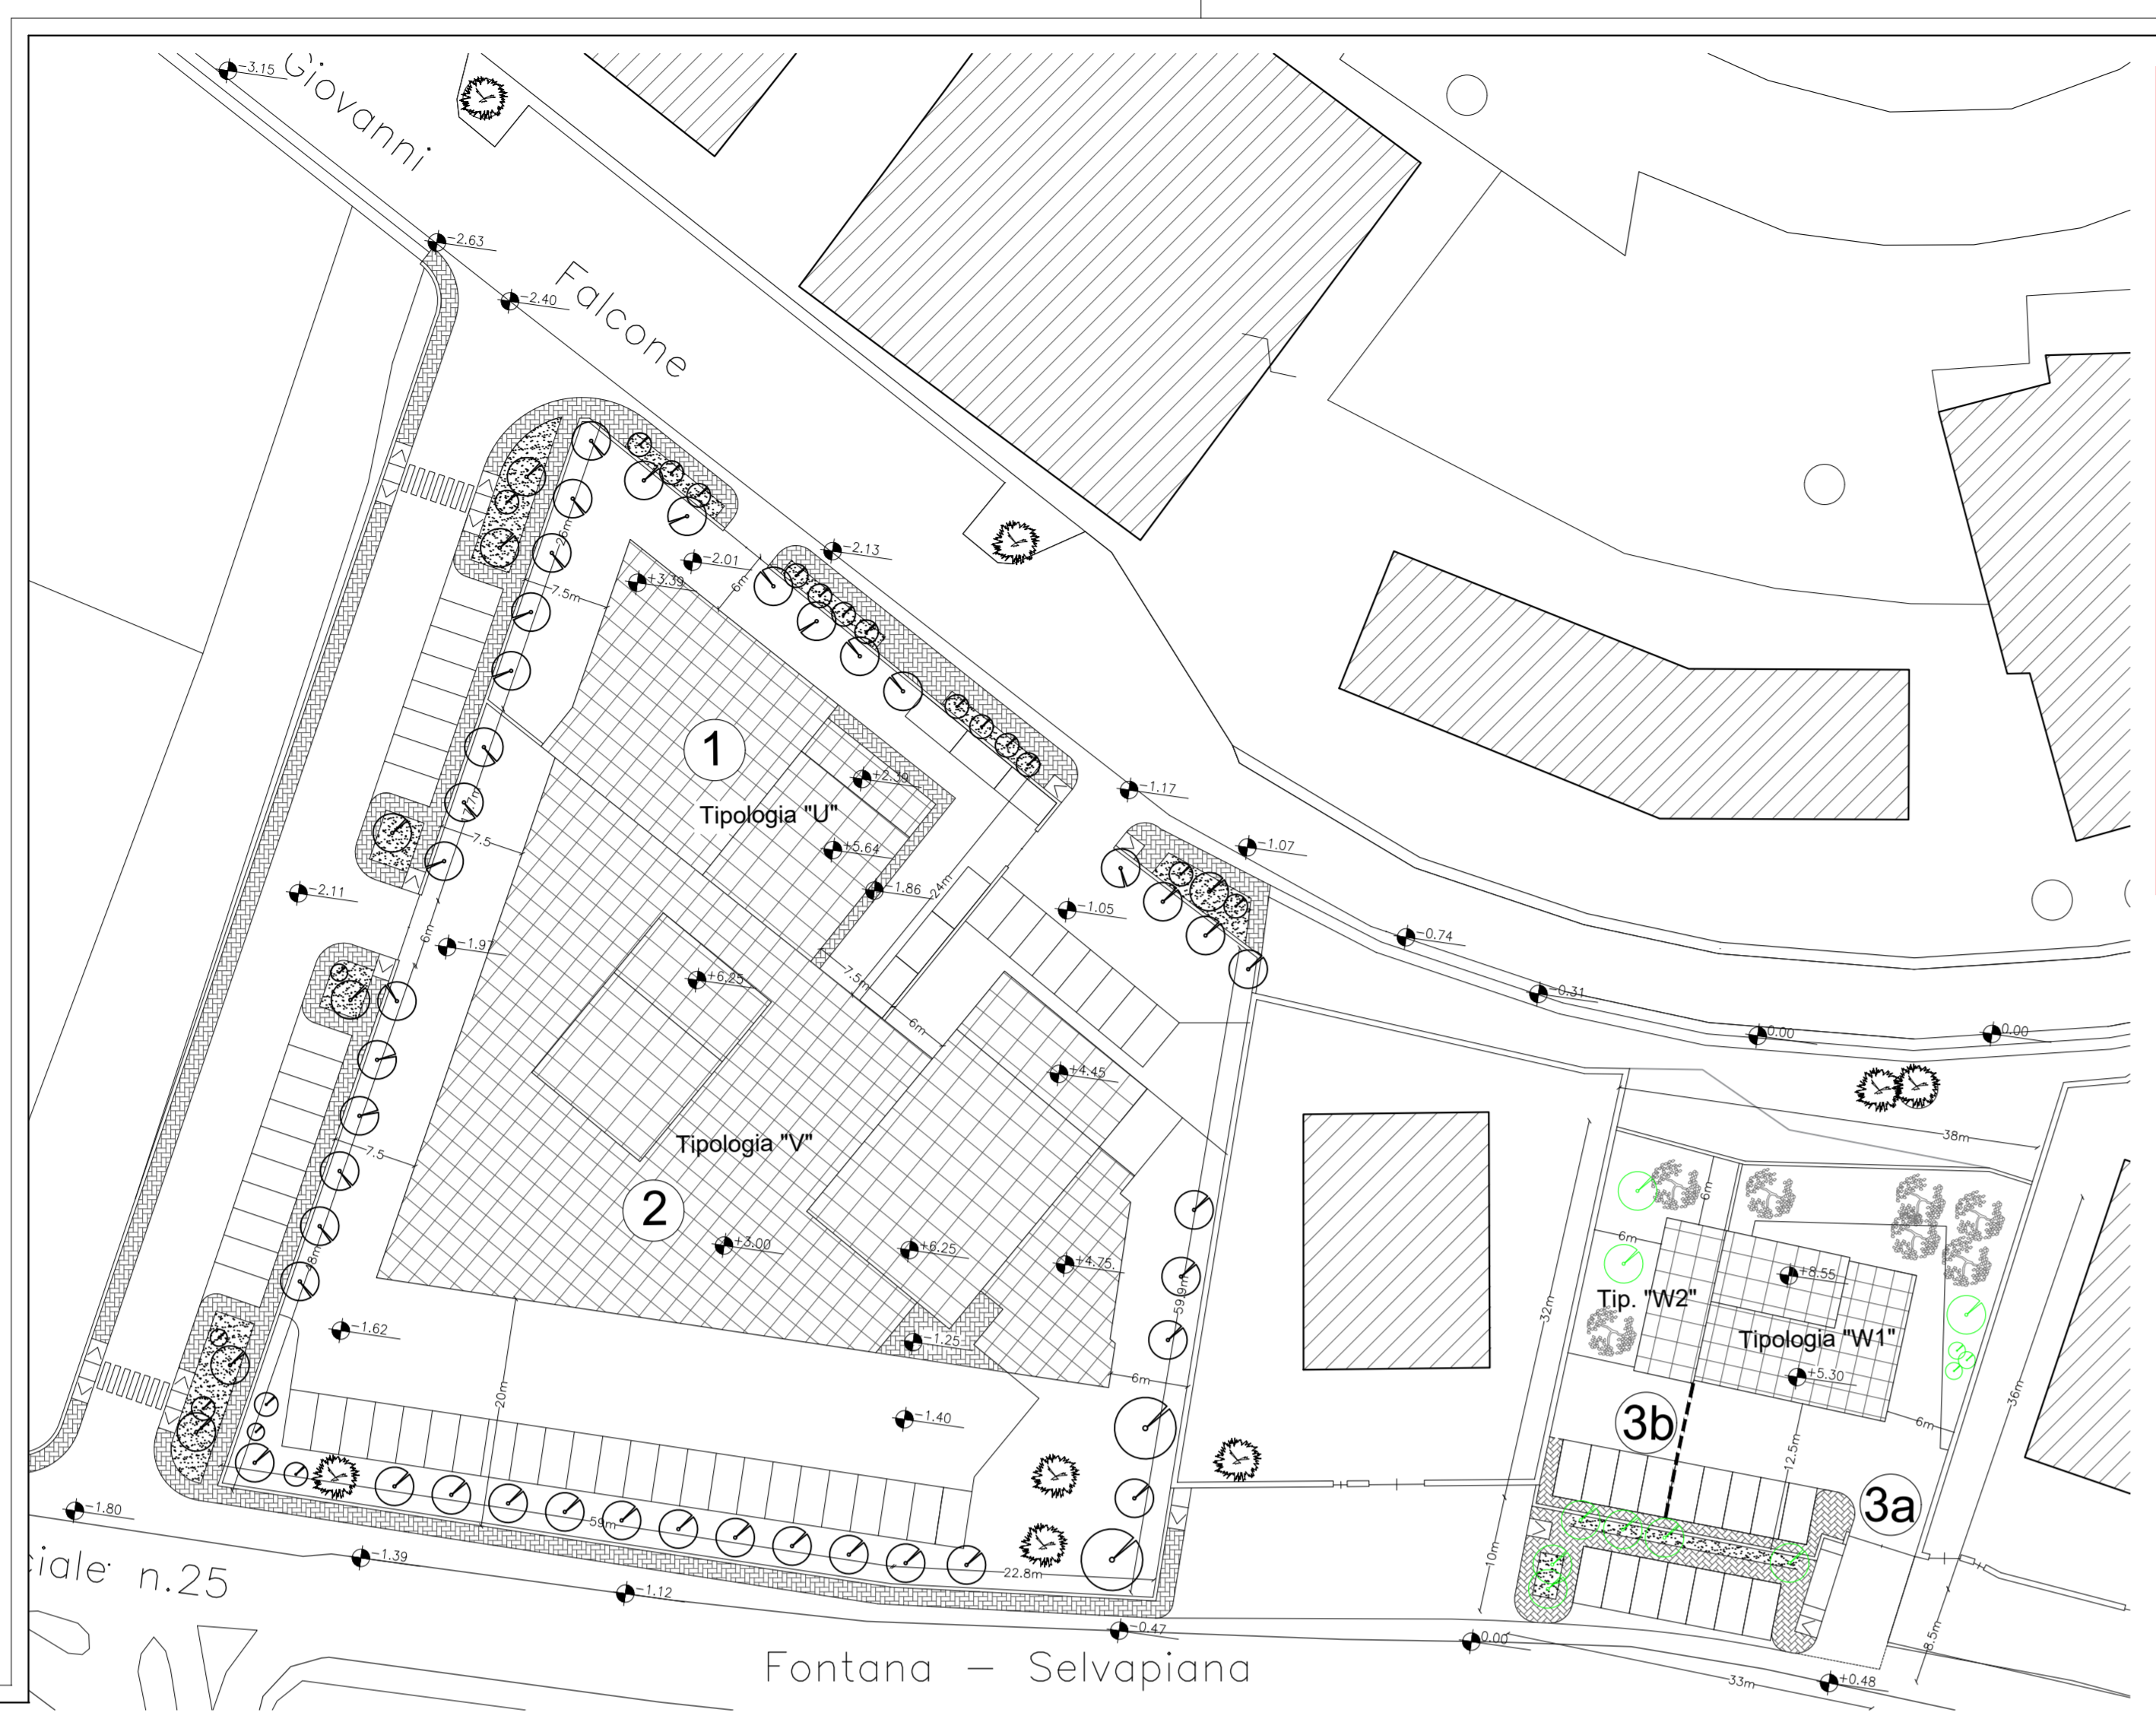 -3.15
Giovanni
-2.63
-2.40
Falcone
26m
-2.01
-2.13
+3.39
6m
7.5m
1
+2.39
Tipologia "U"
-1.17
7.5
+5.64
-1.07
-1.86
24m
-2.11
-1.05
6m
-1.97
-0.74
7.5m
+6.25
-0.31
6m
0.00
0.00
+4.45
38m
Tipologia "V"
7.5
6m
2
6m
+3.00
+6.25
+4.75
+8.55
48m
59.9m
32m
Tip. "W2"
-1.62
-1.25
Tipologia "W1"
6m
+5.30
20m
36m
-1.40
3b
6m
12.5m
3a
-1.80
59m
-1.39
10m
22.8m
ciale n.25
-1.12
-0.47
0.00
8.5m
Fontana - Selvapiana
33m
+0.48